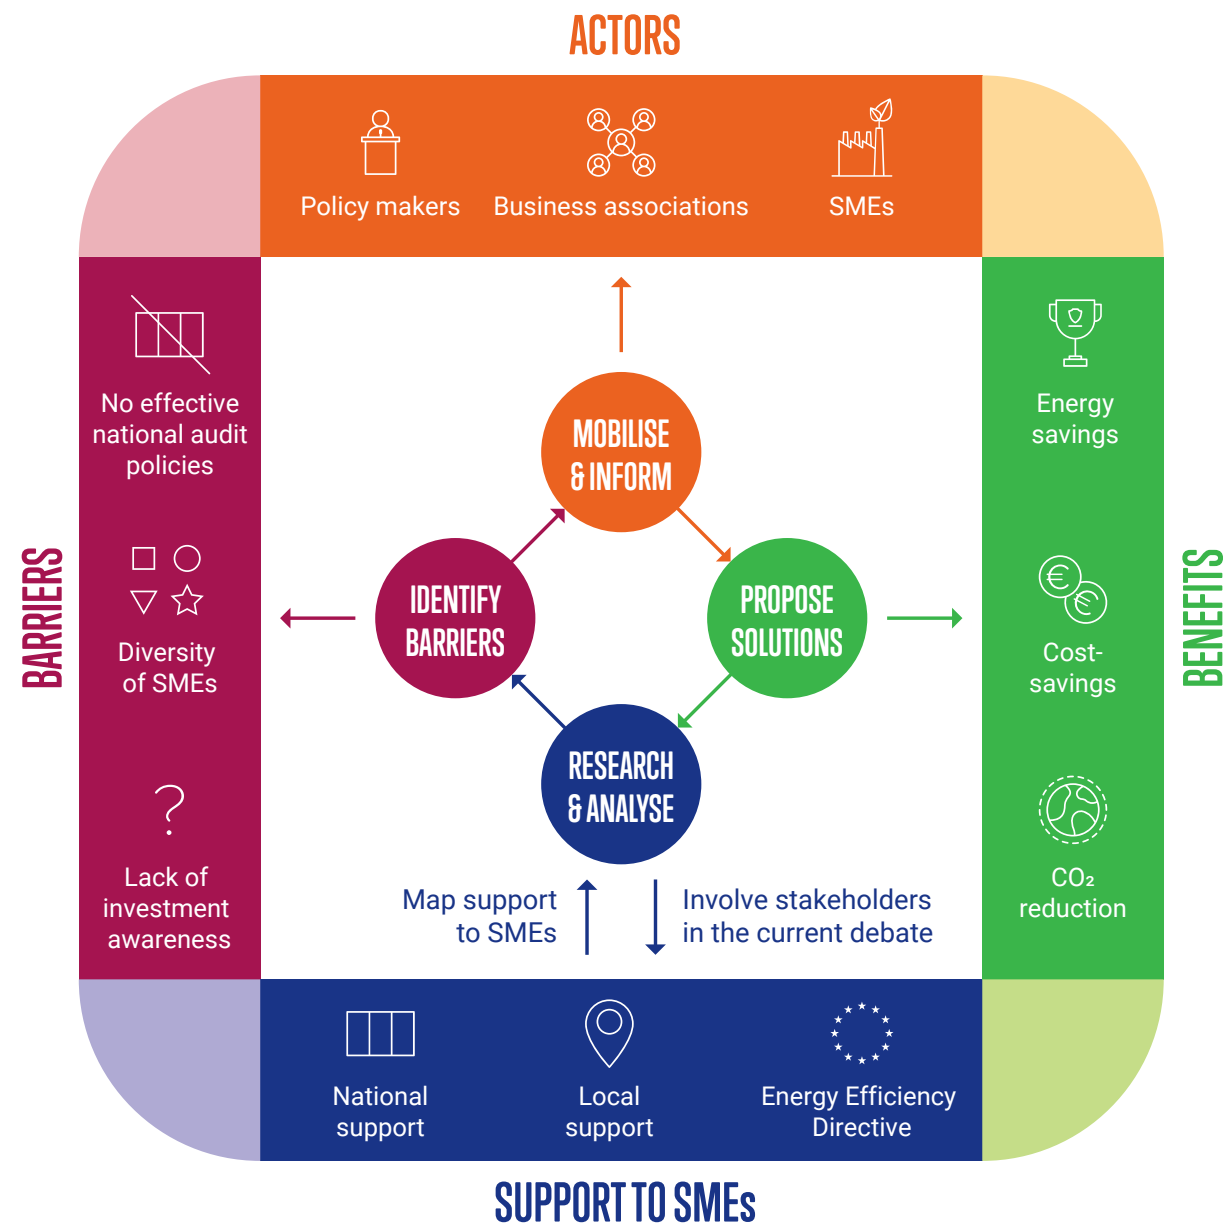 ACTORS
Policy makers
Business associations
SMEs
BARRIERS
No effective
national audit
policies
Diversity
of SMEs
Lack of
investment
awareness
MOBILISE
& INFORM
IDENTIFY
BARRIERS
PROPOSE
SOLUTIONS
RESEARCH
& ANALYSE
Map support
to SMEs
Involve stakeholders
in the current debate
BENEFITS
Energy
savings
Cost-
savings
CO₂
reduction
National
support
Local
support
Energy Efficiency
Directive
SUPPORT TO SMEs